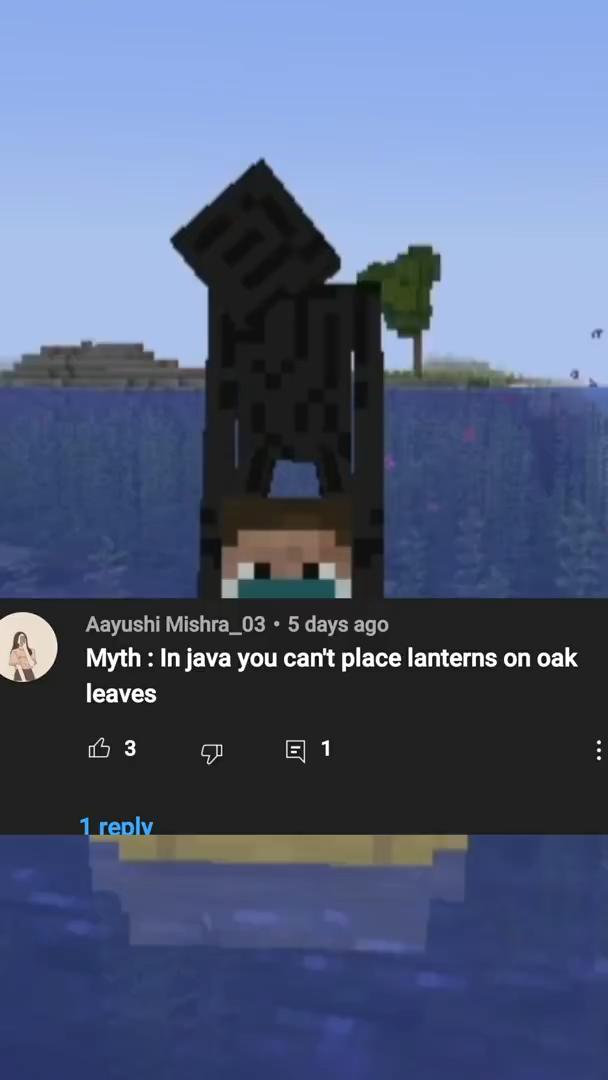 Aayushi Mishra_03 • 5 days ago
Myth : In java you can't place lanterns on oak
leaves
3
1
1 reply